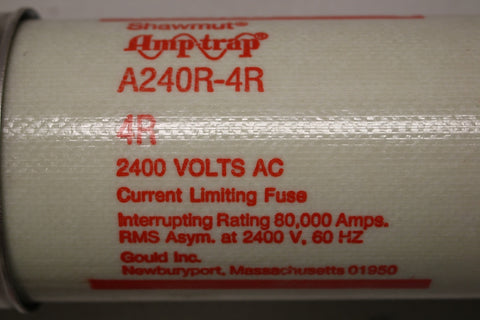 Shawmut®
Amp-trap®
A240R-4R
4R
2400 VOLTS AC
Current Limiting Fuse
Interrupting Rating 80,000 Amps.
RMS Asym. at 2400 V, 60 HZ
Gould Inc.
Newburyport, Massachusetts 01950